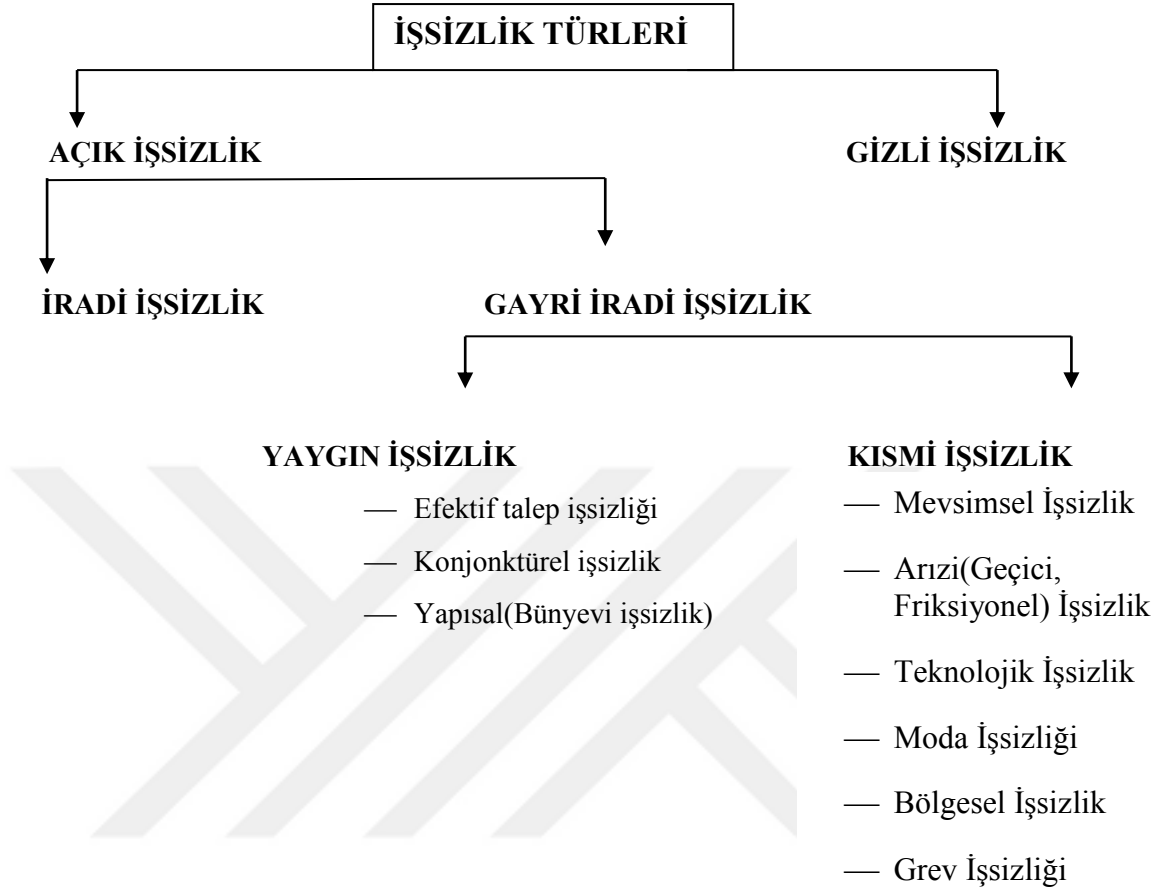 İŞSİZLİK TÜRLERİ
AÇIK İŞSİZLİK
GİZLİ İŞSİZLİK
İRADİ İŞSİZLİK
GAYRİ İRADİ İŞSİZLİK
YAYGIN İŞSİZLİK
— Efektif talep işsizliği
— Konjonktürel işsizlik
— Yapısal(Bünyevi işsizlik)
KISMİ İŞSİZLİK
— Mevsimsel İşsizlik
— Arızi(Geçici,
Friksiyonel) İşsizlik
— Teknolojik İşsizlik
— Moda İşsizliği
— Bölgesel İşsizlik
— Grev İşsizliği